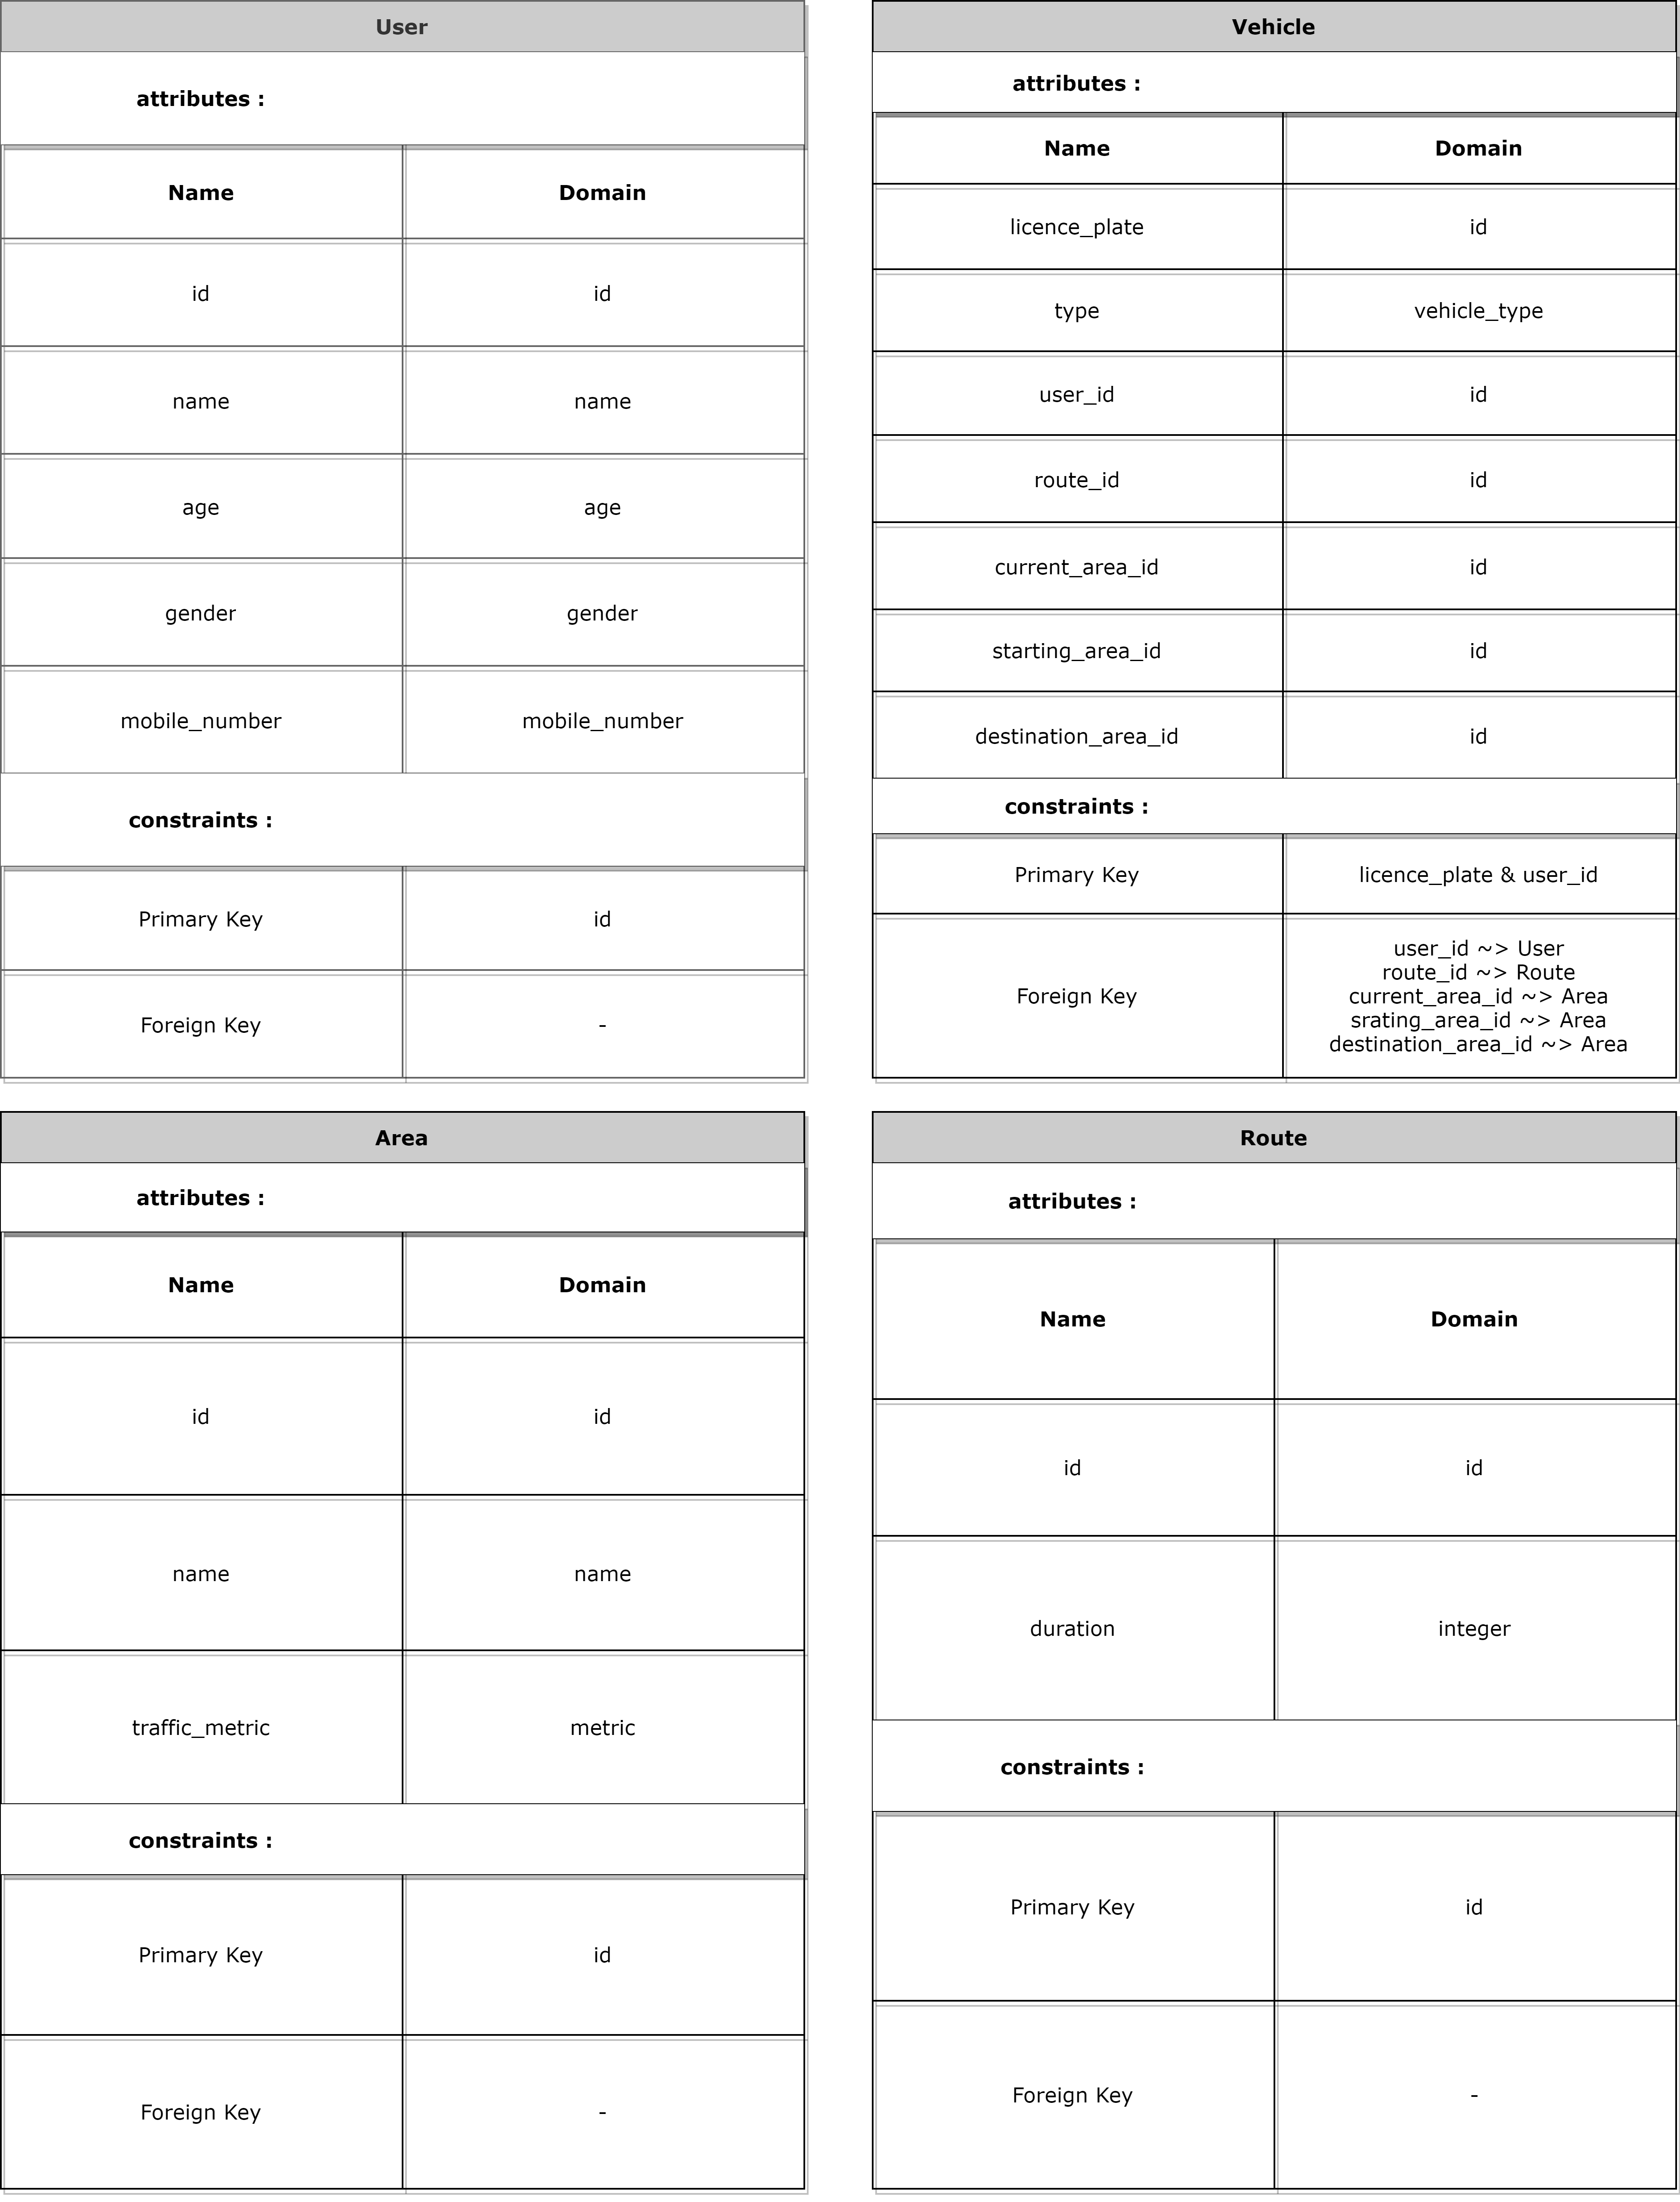 User
attributes :
Name Domain
id id
name name
age age
gender gender
mobile_number mobile_number
constraints :
Primary Key id
Foreign Key -
Vehicle
attributes :
Name Domain
licence_plate id
type vehicle_type
user_id id
route_id id
current_area_id id
starting_area_id id
destination_area_id id
constraints :
Primary Key licence_plate & user_id
Foreign Key
user_id ~> User
route_id ~> Route
current_area_id ~> Area
srating_area_id ~> Area
destination_area_id ~> Area
Area
attributes :
Name Domain
id id
name name
traffic_metric metric
constraints :
Primary Key id
Foreign Key -
Route
attributes :
Name Domain
id id
duration integer
constraints :
Primary Key id
Foreign Key -